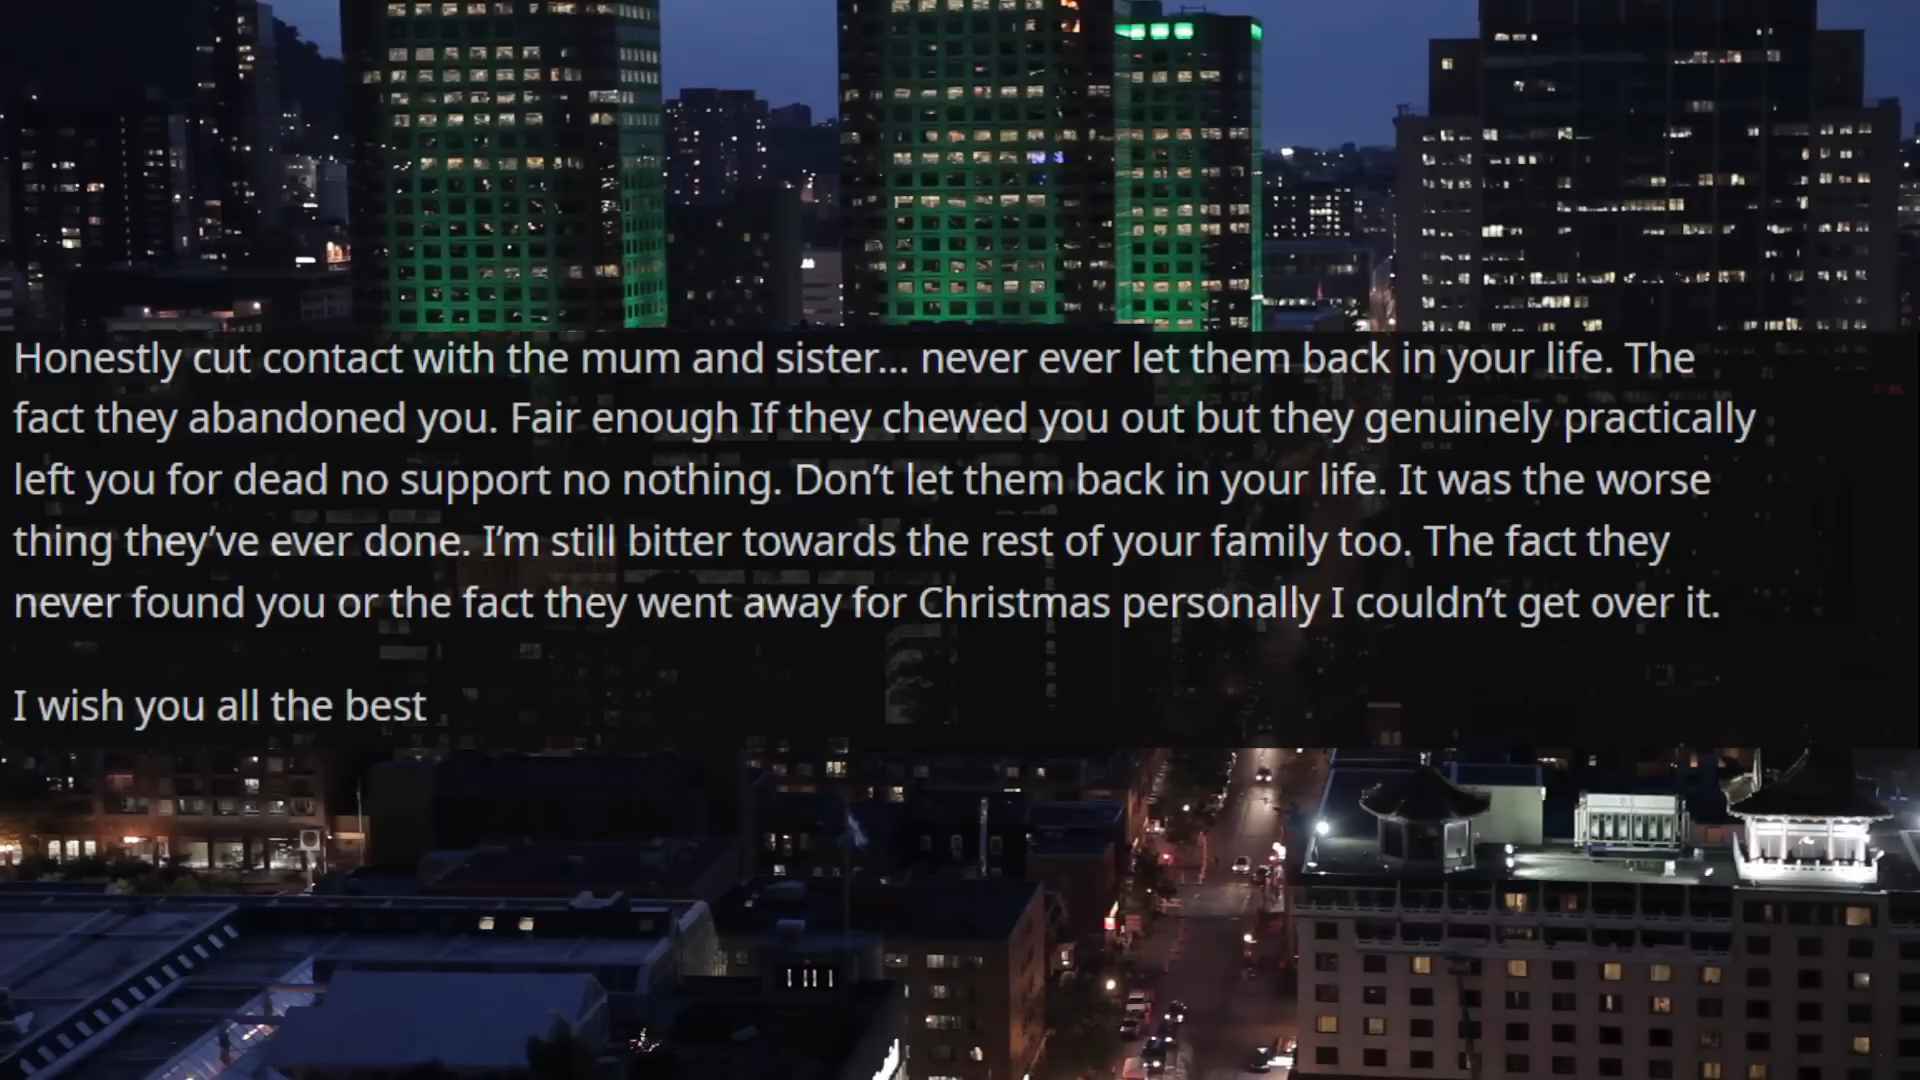 Honestly cut contact with the mum and sister... never ever let them back in your life. The
fact they abandoned you. Fair enough If they chewed you out but they genuinely practically
left you for dead no support no nothing. Don’t let them back in your life. It was the worse
thing they’ve ever done. I’m still bitter towards the rest of your family too. The fact they
never found you or the fact they went away for Christmas personally I couldn’t get over it.
I wish you all the best